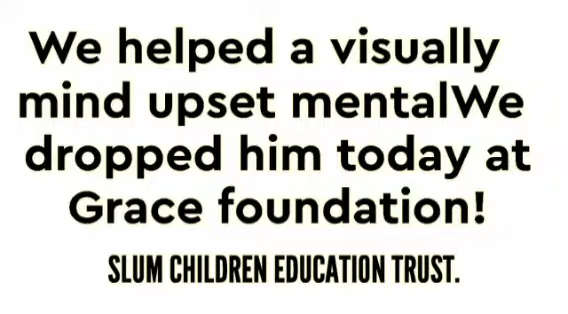 We helped a visually
mind upset mentalWe
dropped him today at
Grace foundation!
SLUM CHILDREN EDUCATION TRUST.